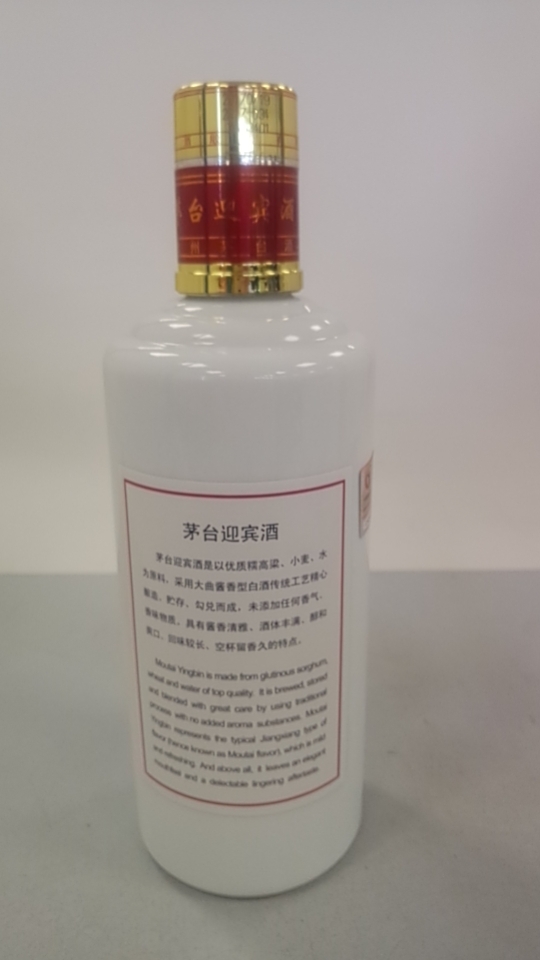 台迎宾酒
茅台迎宾酒
茅台迎宾酒是以优质糯高粱、小麦、水
为原料，采用大曲酱香型白酒传统工艺精心
酿造、贮存、勾兑而成，未添加任何香气、
香味物质，具有酱香清雅、酒体丰满、醇和
爽口、回味较长、空杯留香久的特点。
Moutai Yingbin is made from glutinous sorghum,
wheat and water of top quality. It is brewed, stored
and blended with great care by using traditional
process with no added aroma substances. Moutai
Yingbin represents the typical Jiangxiang type of
flavor (hence known as Moutai flavor), which is mild
and refreshing. And above all, it leaves an elegant
mouthfeel and a delectable lingering aftertaste.